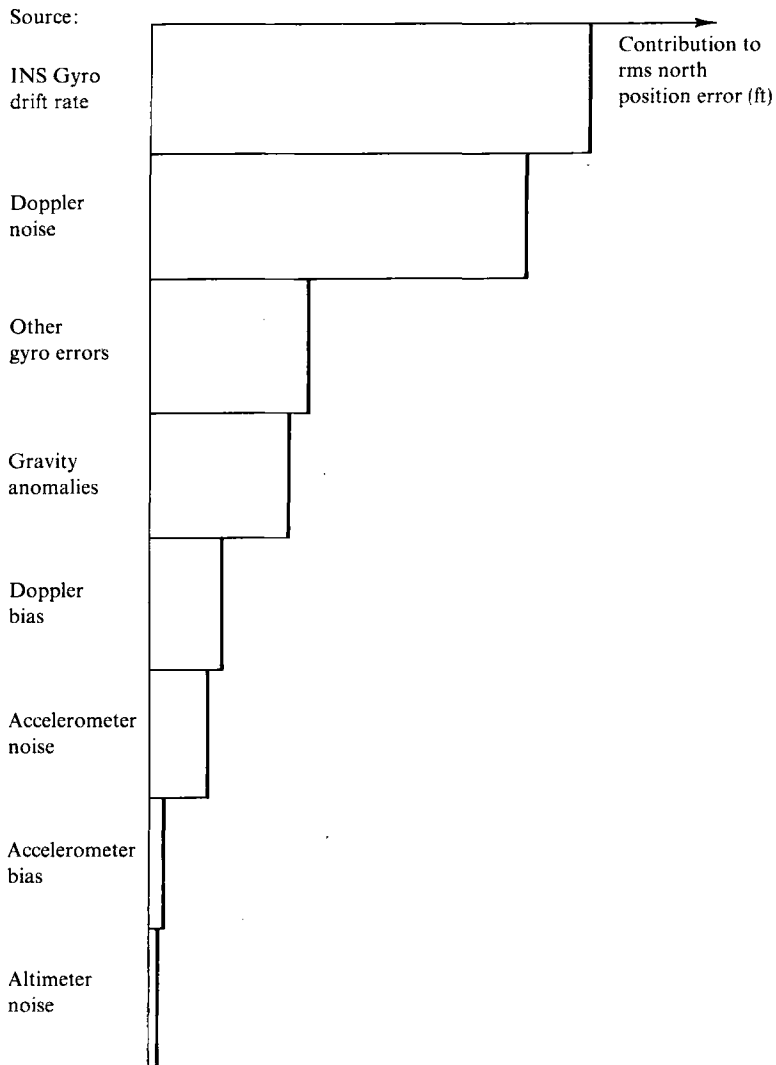 Source:
Contribution to
rms north
position error (ft)
INS Gyro
drift rate
Doppler
noise
Other
gyro errors
Gravity
anomalies
Doppler
bias
Accelerometer
noise
Accelerometer
bias
Altimeter
noise